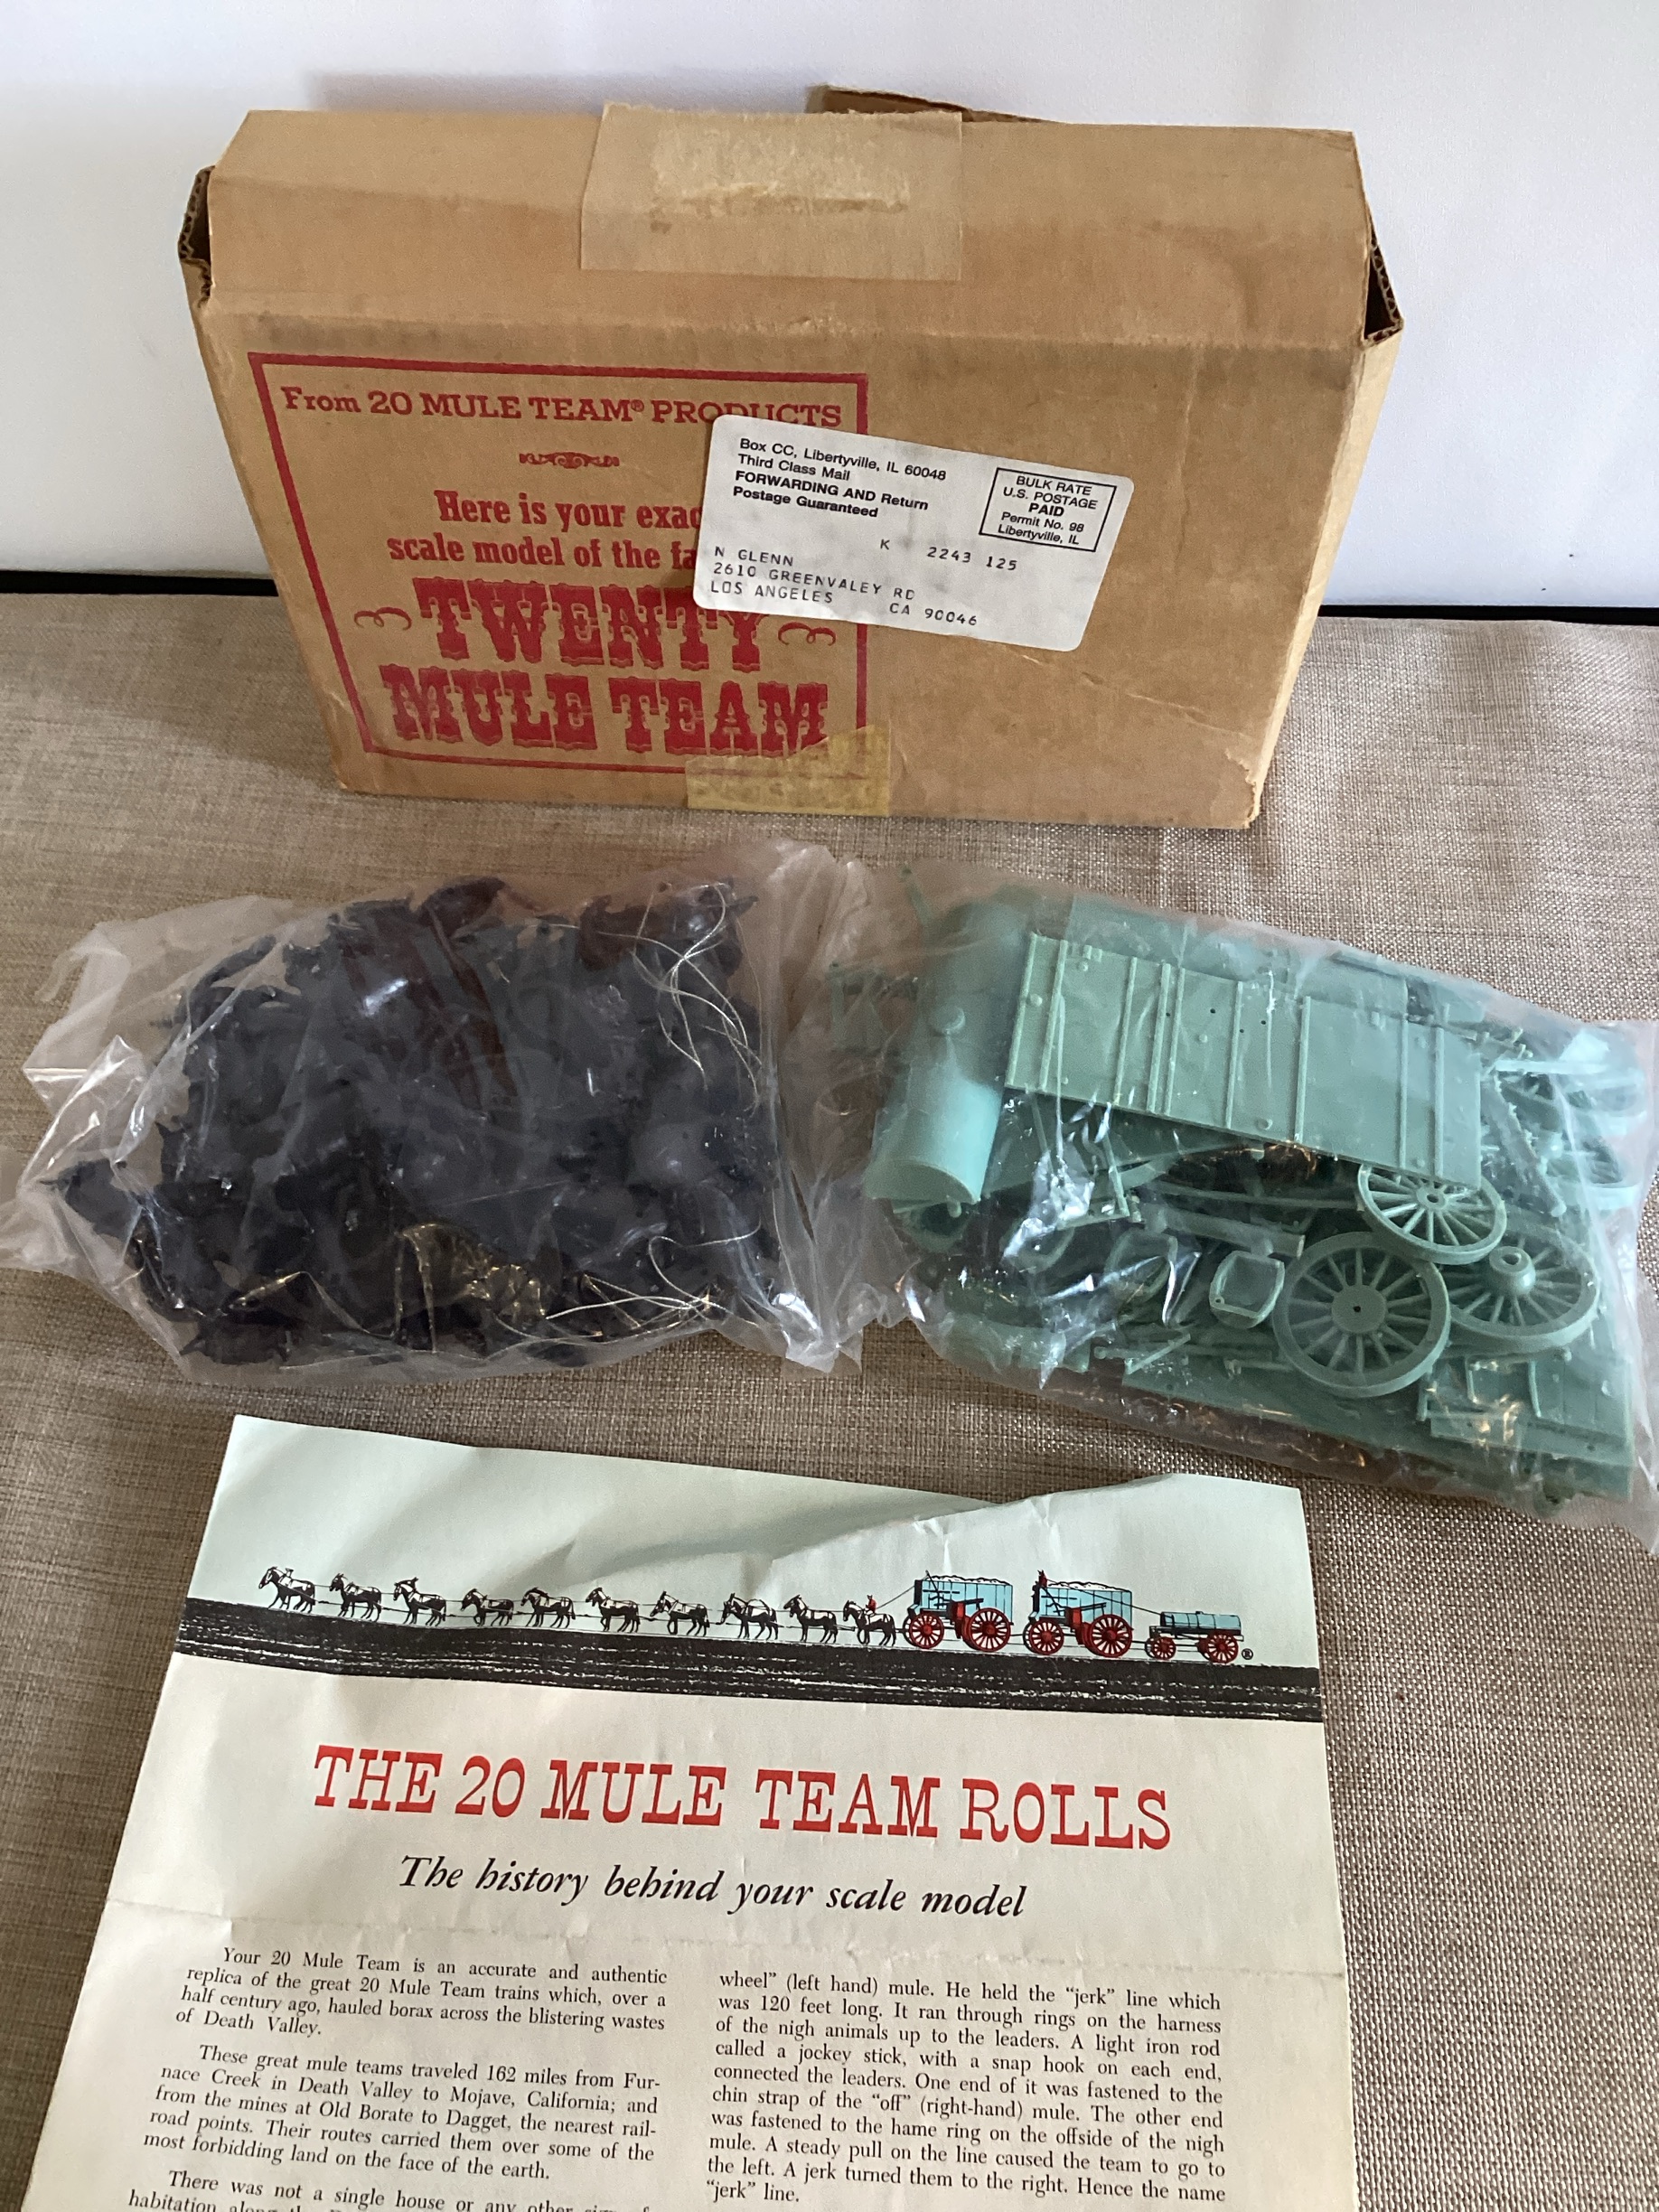 From 20 MULE TEAM® PRODUCTS
Here is your exac
scale model of the fa
TWENTY
MULE TEAM
Box CC, Libertyville, IL 60048
Third Class Mail
FORWARDING AND Return
Postage Guaranteed
BULK RATE
U.S. POSTAGE
PAID
Permit No. 98
Libertyville, IL
K 2243 125
N GLENN
2610 GREENVALEY RD
LOS ANGELES CA 90046
®
THE 20 MULE TEAM ROLLS
The history behind your scale model
Your 20 Mule Team is an accurate and authentic
replica of the great 20 Mule Team trains which, over a
half century ago, hauled borax across the blistering wastes
of Death Valley.
These great mule teams traveled 162 miles from Fur-
nace Creek in Death Valley to Mojave, California; and
from the mines at Old Borate to Dagget, the nearest rail-
road points. Their routes carried them over some of the
most forbidding land on the face of the earth.
There was not a single house or any other
habitation
wheel” (left hand) mule. He held the “jerk” line which
was 120 feet long. It ran through rings on the harness
of the nigh animals up to the leaders. A light iron rod
called a jockey stick, with a snap hook on each end,
connected the leaders. One end of it was fastened to the
chin strap of the “off” (right-hand) mule. The other end
was fastened to the hame ring on the offside of the nigh
mule. A steady pull on the line caused the team to go to
the left. A jerk turned them to the right. Hence the name
“jerk” line.